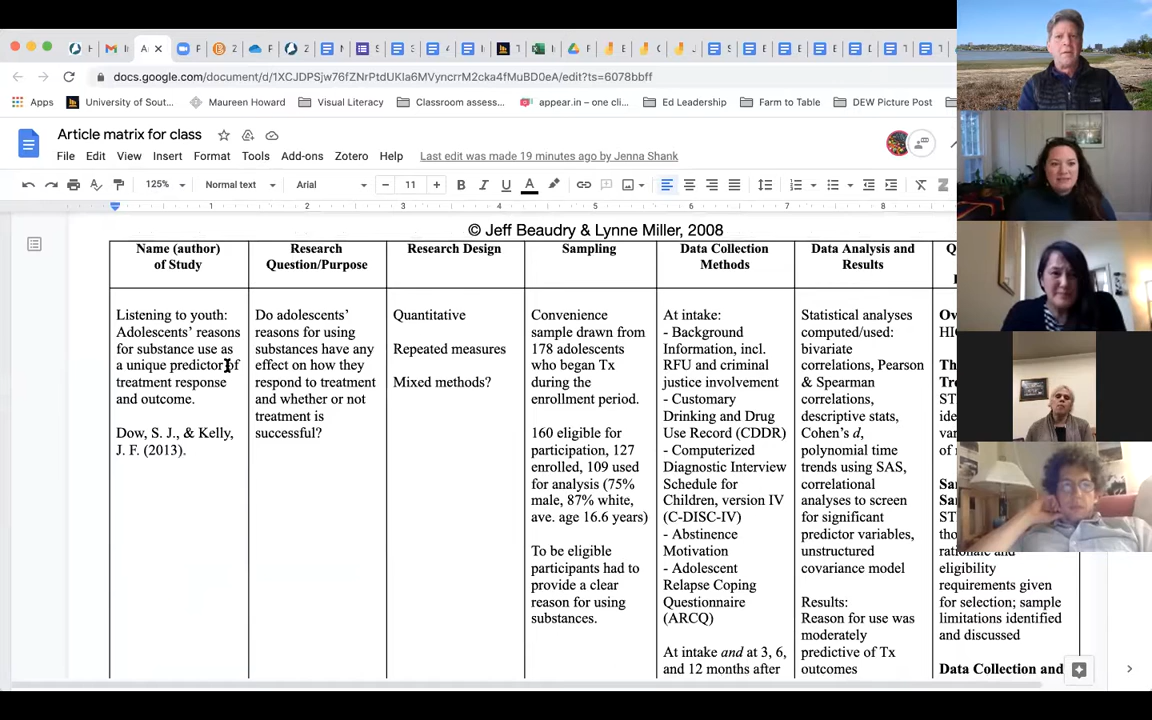 docs.google.com/document/d/1XCJDPSjw76fZNrPtdUKIa6MVyncrrM2cka4fMuBD0eA/edit?ts=6078bbff
Apps
University of Sout...
Maureen Howard
Visual Literacy
Classroom assess...
appear.in – one cli...
Ed Leadership
Farm to Table
DEW Picture Post
Article matrix for class
File Edit View Insert Format Tools Add-ons Zotero Help Last edit was made 19 minutes ago by Jenna Shank
125% Normal text Arial 11
© Jeff Beaudry & Lynne Miller, 2008
Name (author)
of Study
Research
Question/Purpose
Research Design
Sampling
Data Collection
Methods
Data Analysis and
Results
Listening to youth:
Adolescents’ reasons
for substance use as
a unique predictor of
treatment response
and outcome.
Dow, S. J., & Kelly,
J. F. (2013).
Do adolescents’
reasons for using
substances have any
effect on how they
respond to treatment
and whether or not
treatment is
successful?
Quantitative
Repeated measures
Mixed methods?
Convenience
sample drawn from
178 adolescents
who began Tx
during the
enrollment period.
160 eligible for
participation, 127
enrolled, 109 used
for analysis (75%
male, 87% white,
ave. age 16.6 years)
To be eligible
participants had to
provide a clear
reason for using
substances.
At intake:
- Background
Information, incl.
RFU and criminal
justice involvement
- Customary
Drinking and Drug
Use Record (CDDR)
- Computerized
Diagnostic Interview
Schedule for
Children, version IV
(C-DISC-IV)
- Abstinence
Motivation
- Adolescent
Relapse Coping
Questionnaire
(ARCQ)
At intake and at 3, 6,
and 12 months after
Statistical analyses
computed/used:
bivariate
correlations, Pearson
& Spearman
correlations,
descriptive stats,
Cohen’s d,
polynomial time
trends using SAS,
correlational
analyses to screen
for significant
predictor variables,
unstructured
covariance model
Results:
Reason for use was
moderately
predictive of Tx
outcomes
rationale and
eligibility
requirements given
for selection; sample
limitations identified
and discussed
Data Collection and